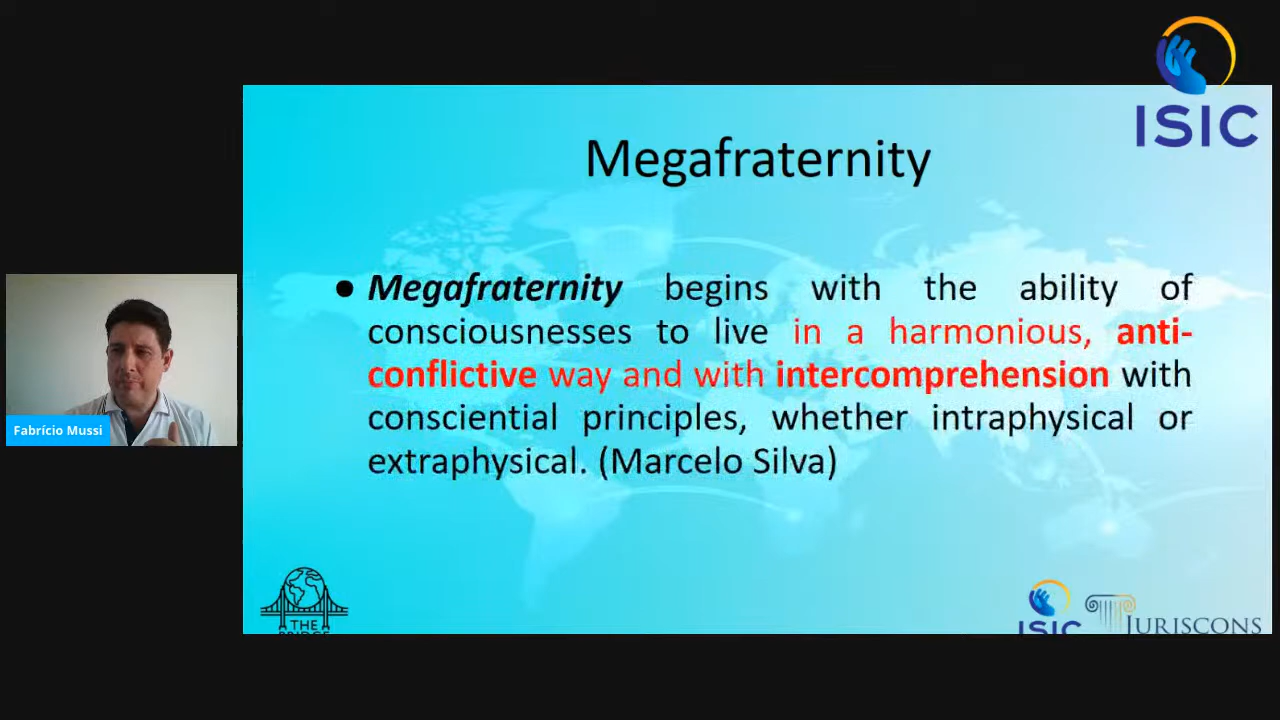 ISIC
Megafraternity
● Megafraternity begins with the ability of
consciousnesses to live in a harmonious, anti-
conflictive way and with intercomprehension with
consciential principles, whether intraphysical or
extraphysical. (Marcelo Silva)
Fabrício Mussi
THE
BRIDGE
ISIC
JURISCONS